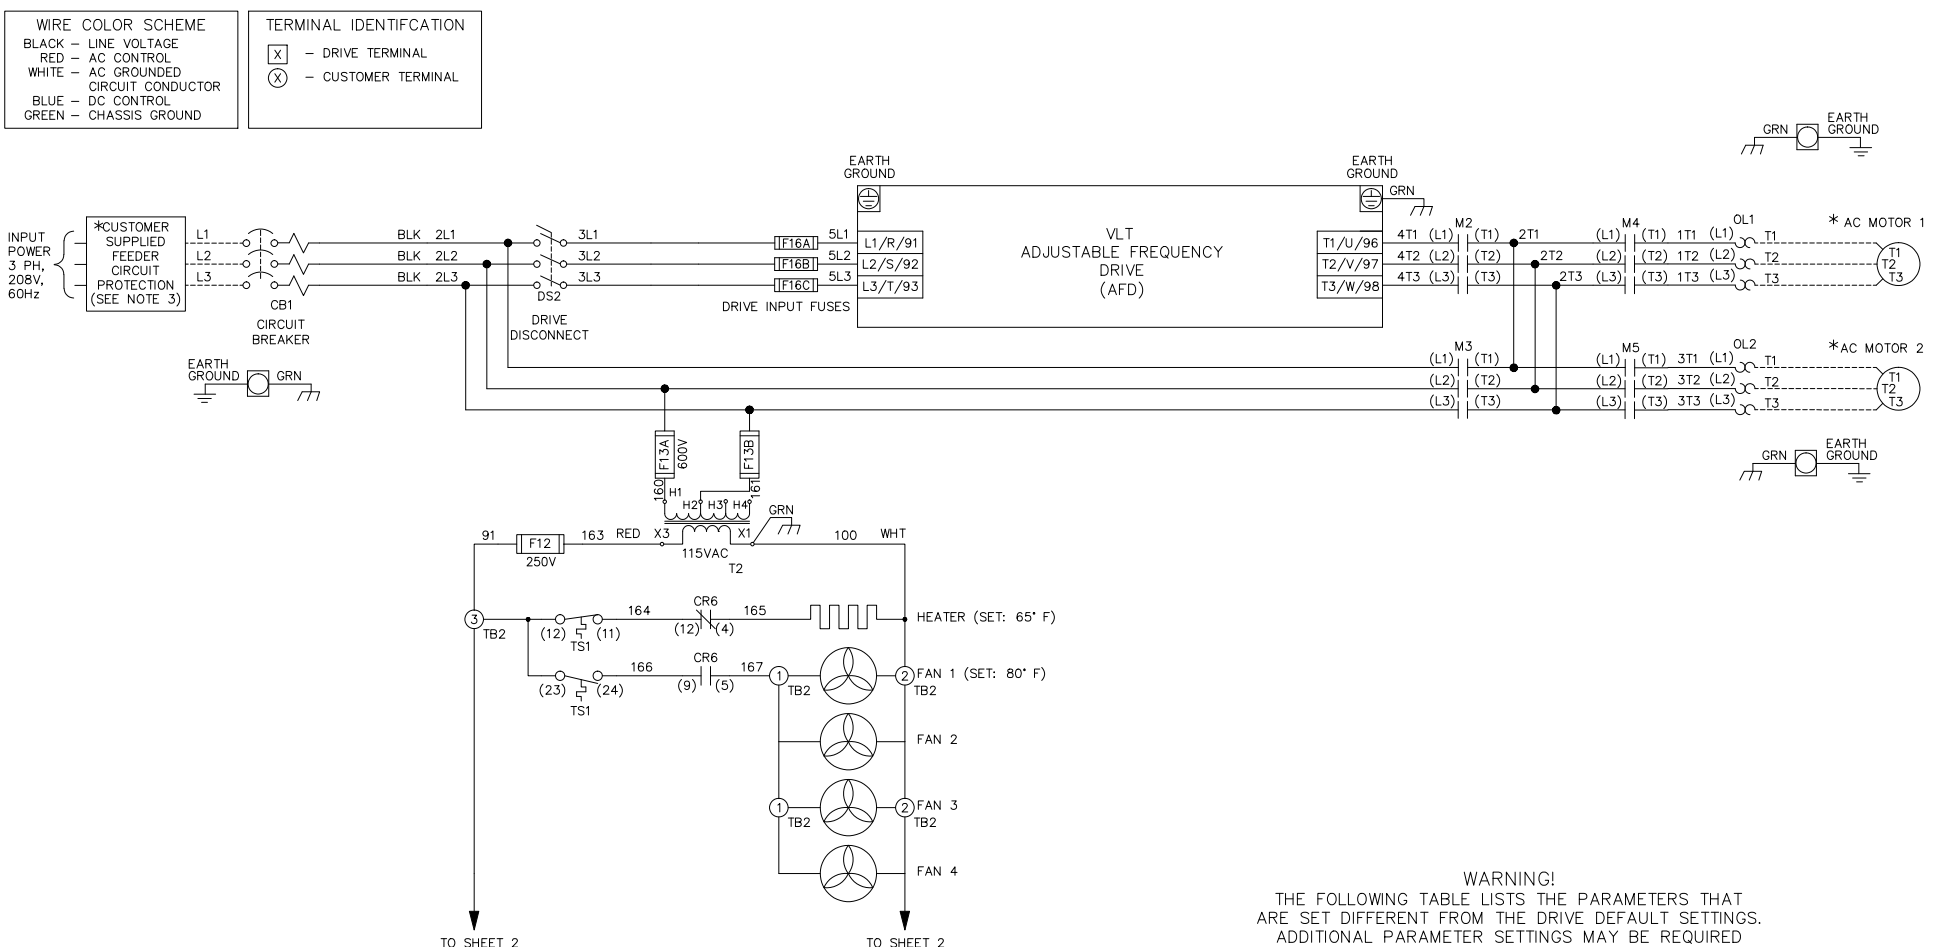 WIRE COLOR SCHEME
BLACK – LINE VOLTAGE
RED – AC CONTROL
WHITE – AC GROUNDED
CIRCUIT CONDUCTOR
BLUE – DC CONTROL
GREEN – CHASSIS GROUND
TERMINAL IDENTIFCATION
X – DRIVE TERMINAL
X – CUSTOMER TERMINAL
GRN
EARTH
GROUND
INPUT
POWER
3 PH,
208V,
60Hz
*CUSTOMER
SUPPLIED
FEEDER
CIRCUIT
PROTECTION
(SEE NOTE 3)
L1
L2
L3
CB1
CIRCUIT
BREAKER
BLK 2L1
BLK 2L2
BLK 2L3
DS2
DRIVE
DISCONNECT
3L1
3L2
3L3
F16A
F16B
F16C
DRIVE INPUT FUSES
5L1
5L2
5L3
EARTH
GROUND
L1/R/91
L2/S/92
L3/T/93
VLT
ADJUSTABLE FREQUENCY
DRIVE
(AFD)
EARTH
GROUND
GRN
T1/U/96
T2/V/97
T3/W/98
M2
4T1 (L1) (T1) 2T1
4T2 (L2) (T2) 2T2
4T3 (L3) (T3) 2T3
M4
(L1) (T1) 1T1 (L1)
(L2) (T2) 1T2 (L2)
(L3) (T3) 1T3 (L3)
OL1
T1
T2
T3
* AC MOTOR 1
T1
T2
T3
EARTH
GROUND
GRN
M3
(L1) (T1)
(L2) (T2)
(L3) (T3)
M5
(L1) (T1) 3T1 (L1)
(L2) (T2) 3T2 (L2)
(L3) (T3) 3T3 (L3)
OL2
T1
T2
T3
*AC MOTOR 2
T1
T2
T3
GRN
EARTH
GROUND
F13A
600V
F13B
160
H1
H2
H3
H4
161
GRN
91
F12
250V
163
RED
X3
X1
115VAC
T2
100
WHT
3
TB2
(12)
(11)
TS1
164
CR6
(12)
(4)
165
HEATER (SET: 65° F)
(23)
(24)
TS1
166
CR6
(9)
(5)
167
1
TB2
2
TB2
FAN 1 (SET: 80° F)
FAN 2
1
TB2
2
TB2
FAN 3
FAN 4
TO SHEET 2
TO SHEET 2
WARNING!
THE FOLLOWING TABLE LISTS THE PARAMETERS THAT
ARE SET DIFFERENT FROM THE DRIVE DEFAULT SETTINGS.
ADDITIONAL PARAMETER SETTINGS MAY BE REQUIRED